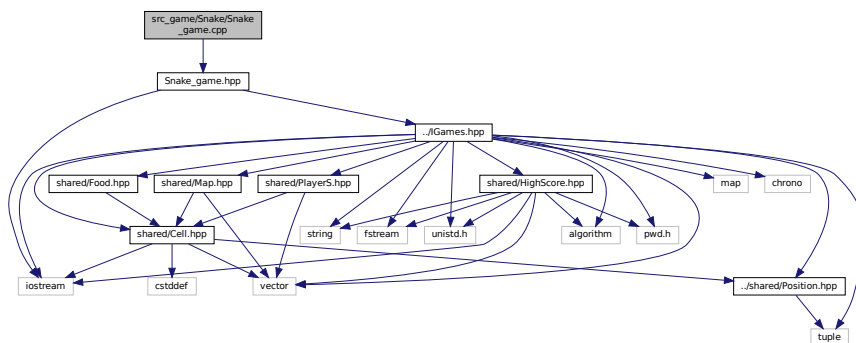 src_game/Snake/Snake
_game.cpp
Snake_game.hpp
../IGames.hpp
shared/Food.hpp
shared/Map.hpp
shared/PlayerS.hpp
shared/HighScore.hpp
map
chrono
shared/Cell.hpp
string
fstream
unistd.h
algorithm
pwd.h
iostream
cstddef
vector
../shared/Position.hpp
tuple